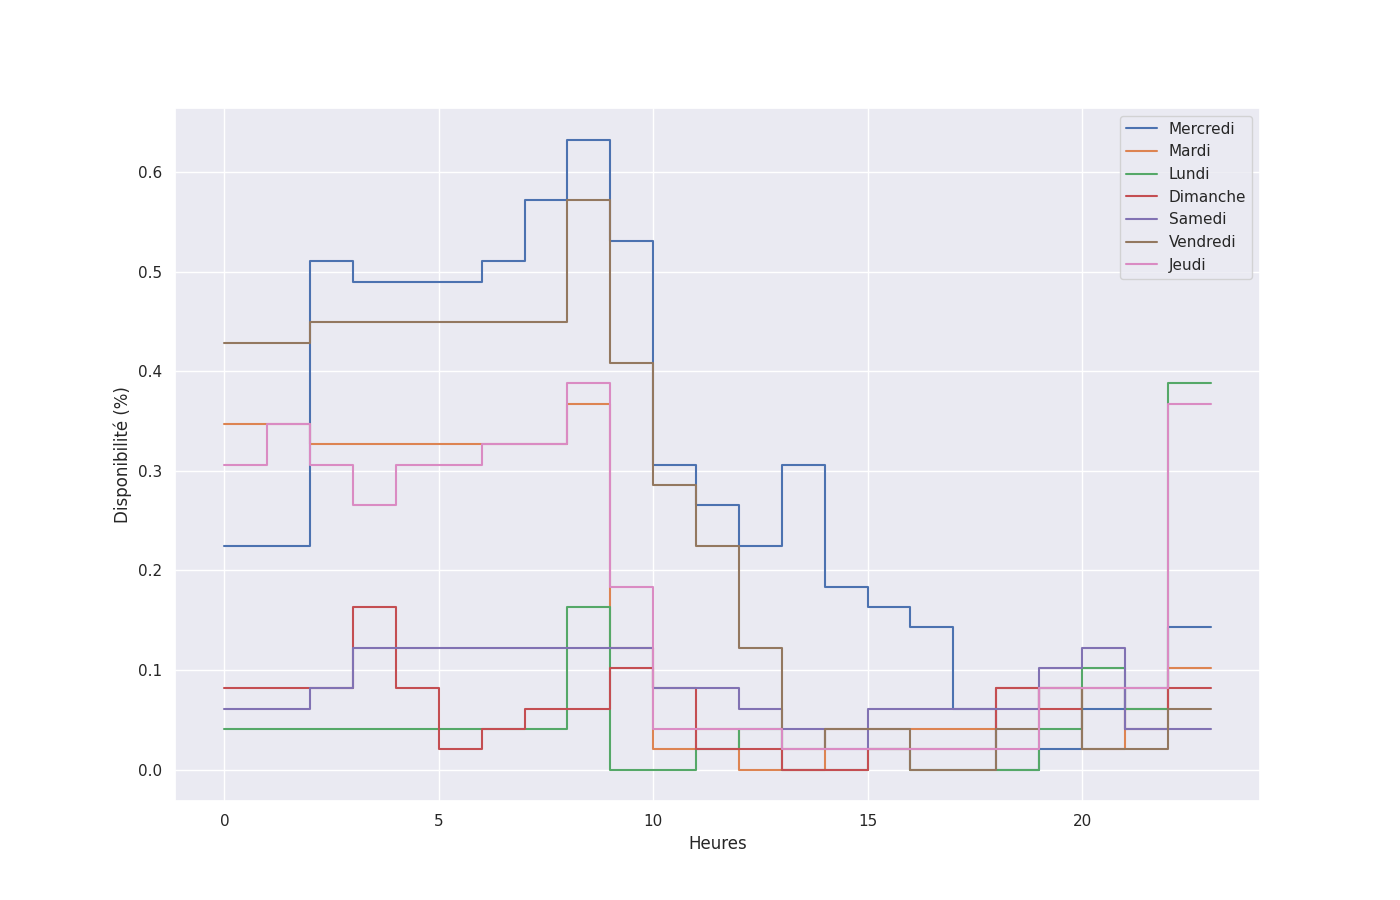 Mercredi
Mardi
Lundi
Dimanche
Samedi
Vendredi
Jeudi
0.6
0.5
0.4
0.3
0.2
0.1
0.0
Disponibilité (%)
0 5 10 15 20
Heures